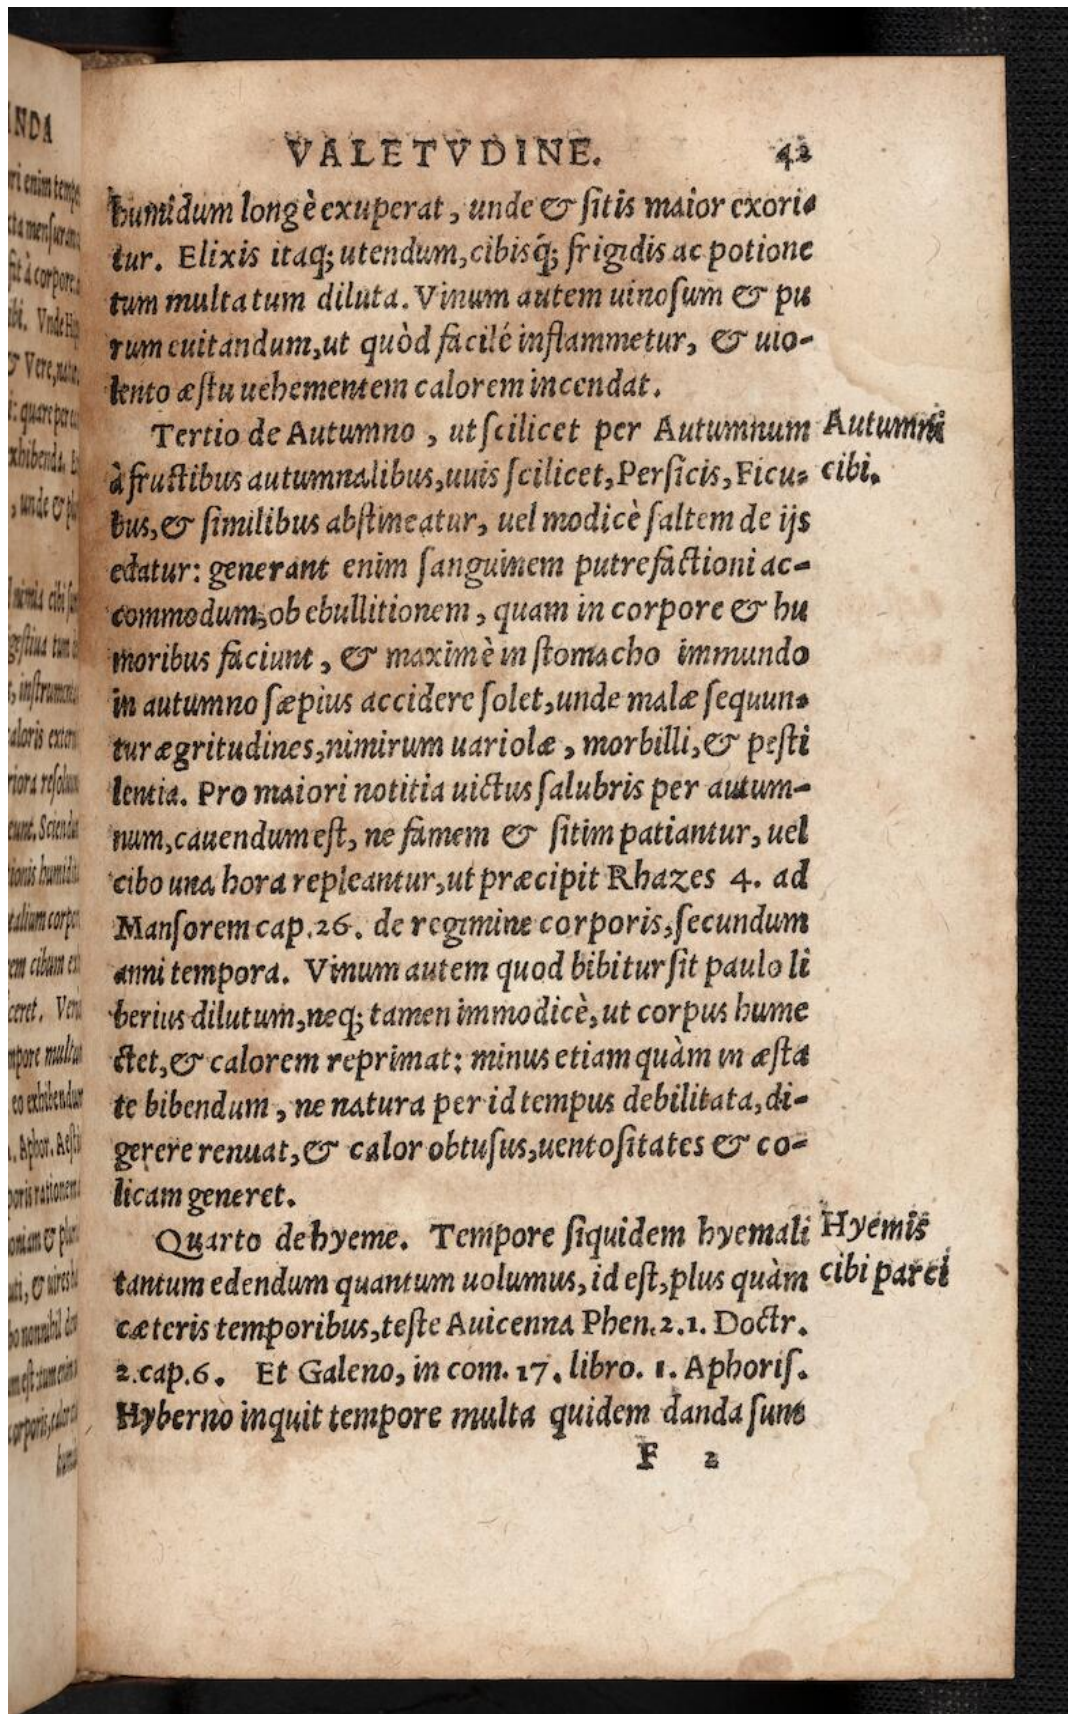 VALETVDINE. 42
humidum longè exuperat, unde & sitis maior exori-
tur. Elixis itaq; utendum, cibisq́; frigidis ac potione
tum multa tum diluta. Vinum autem uinosum & pu
rum euitandum, ut quòd facilé inflammetur, & uio-
lento æstu uehementem calorem incendat.
Tertio de Autumno, ut scilicet per Autumnum
à fructibus autumnalibus, uuis scilicet, Persicis, Ficu-
bus, & similibus abstineatur, uel modicè saltem de ijs
edatur: generant enim sanguinem putrefactioni ac-
commodum, ob ebullitionem, quam in corpore & hu
moribus faciunt, & maximè in stomacho immundo
in autumno sæpius accidere solet, unde malæ sequun-
tur ægritudines, nimirum uariolæ, morbilli, & pesti
lentia. Pro maiori notitia uictus salubris per autum-
num, cauendum est, ne famem & sitim patiantur, uel
cibo una hora repleantur, ut præcipit Rhazes 4. ad
Mansorem cap. 26. de regimine corporis, secundum
anni tempora. Vinum autem quod bibitur sit paulo li
berius dilutum, neq; tamen immodicè, ut corpus hume
ctet, & calorem reprimat: minus etiam quàm in æsta
te bibendum, ne natura per id tempus debilitata, di-
gerere renuat, & calor obtusus, uentositates & co-
licam generet.
Quarto de hyeme. Tempore siquidem hyemali
tantum edendum quantum uolumus, id est, plus quàm
cæteris temporibus, teste Auicenna Phen. 2.1. Doctr.
2. cap. 6. Et Galeno, in com. 17. libro. 1. Aphoris.
Hyberno inquit tempore multa quidem danda sunt
F 2
Autumni
cibi.
Hyemis
cibi parci